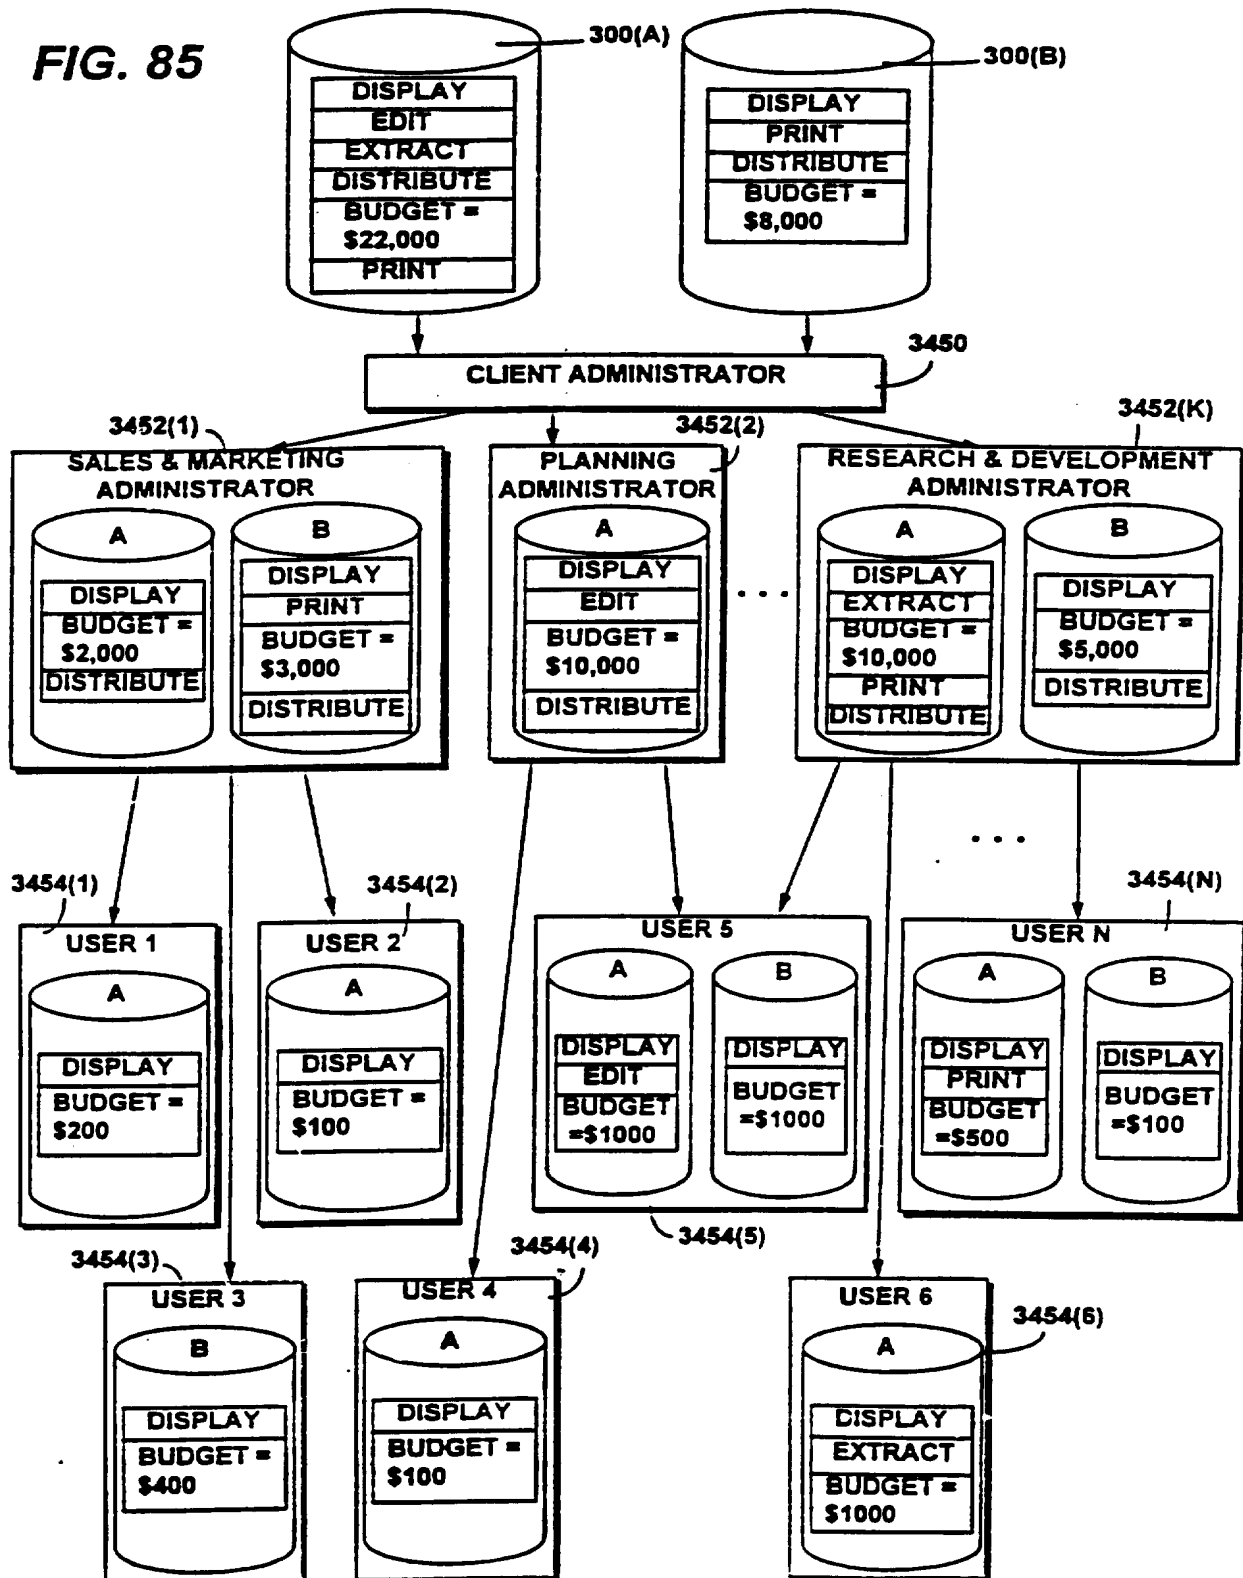 FIG. 85
300(A)
DISPLAY
EDIT
EXTRACT
DISTRIBUTE
BUDGET =
$22,000
PRINT
300(B)
DISPLAY
PRINT
DISTRIBUTE
BUDGET =
$8,000
CLIENT ADMINISTRATOR
3450
3452(1)
SALES & MARKETING
ADMINISTRATOR
A
DISPLAY
BUDGET =
$2,000
DISTRIBUTE
B
DISPLAY
PRINT
BUDGET =
$3,000
DISTRIBUTE
3452(2)
PLANNING
ADMINISTRATOR
A
DISPLAY
EDIT
BUDGET =
$10,000
DISTRIBUTE
. . .
3452(K)
RESEARCH & DEVELOPMENT
ADMINISTRATOR
A
DISPLAY
EXTRACT
BUDGET =
$10,000
PRINT
DISTRIBUTE
B
DISPLAY
BUDGET =
$5,000
DISTRIBUTE
. . .
3454(1)
USER 1
A
DISPLAY
BUDGET =
$200
3454(2)
USER 2
A
DISPLAY
BUDGET =
$100
USER 5
A
DISPLAY
EDIT
BUDGET
=$1000
B
DISPLAY
BUDGET
=$1000
3454(5)
3454(N)
USER N
A
DISPLAY
PRINT
BUDGET
=$500
B
DISPLAY
BUDGET
=$100
3454(3)
USER 3
B
DISPLAY
BUDGET =
$400
3454(4)
USER 4
A
DISPLAY
BUDGET =
$100
USER 6
3454(6)
A
DISPLAY
EXTRACT
BUDGET =
$1000